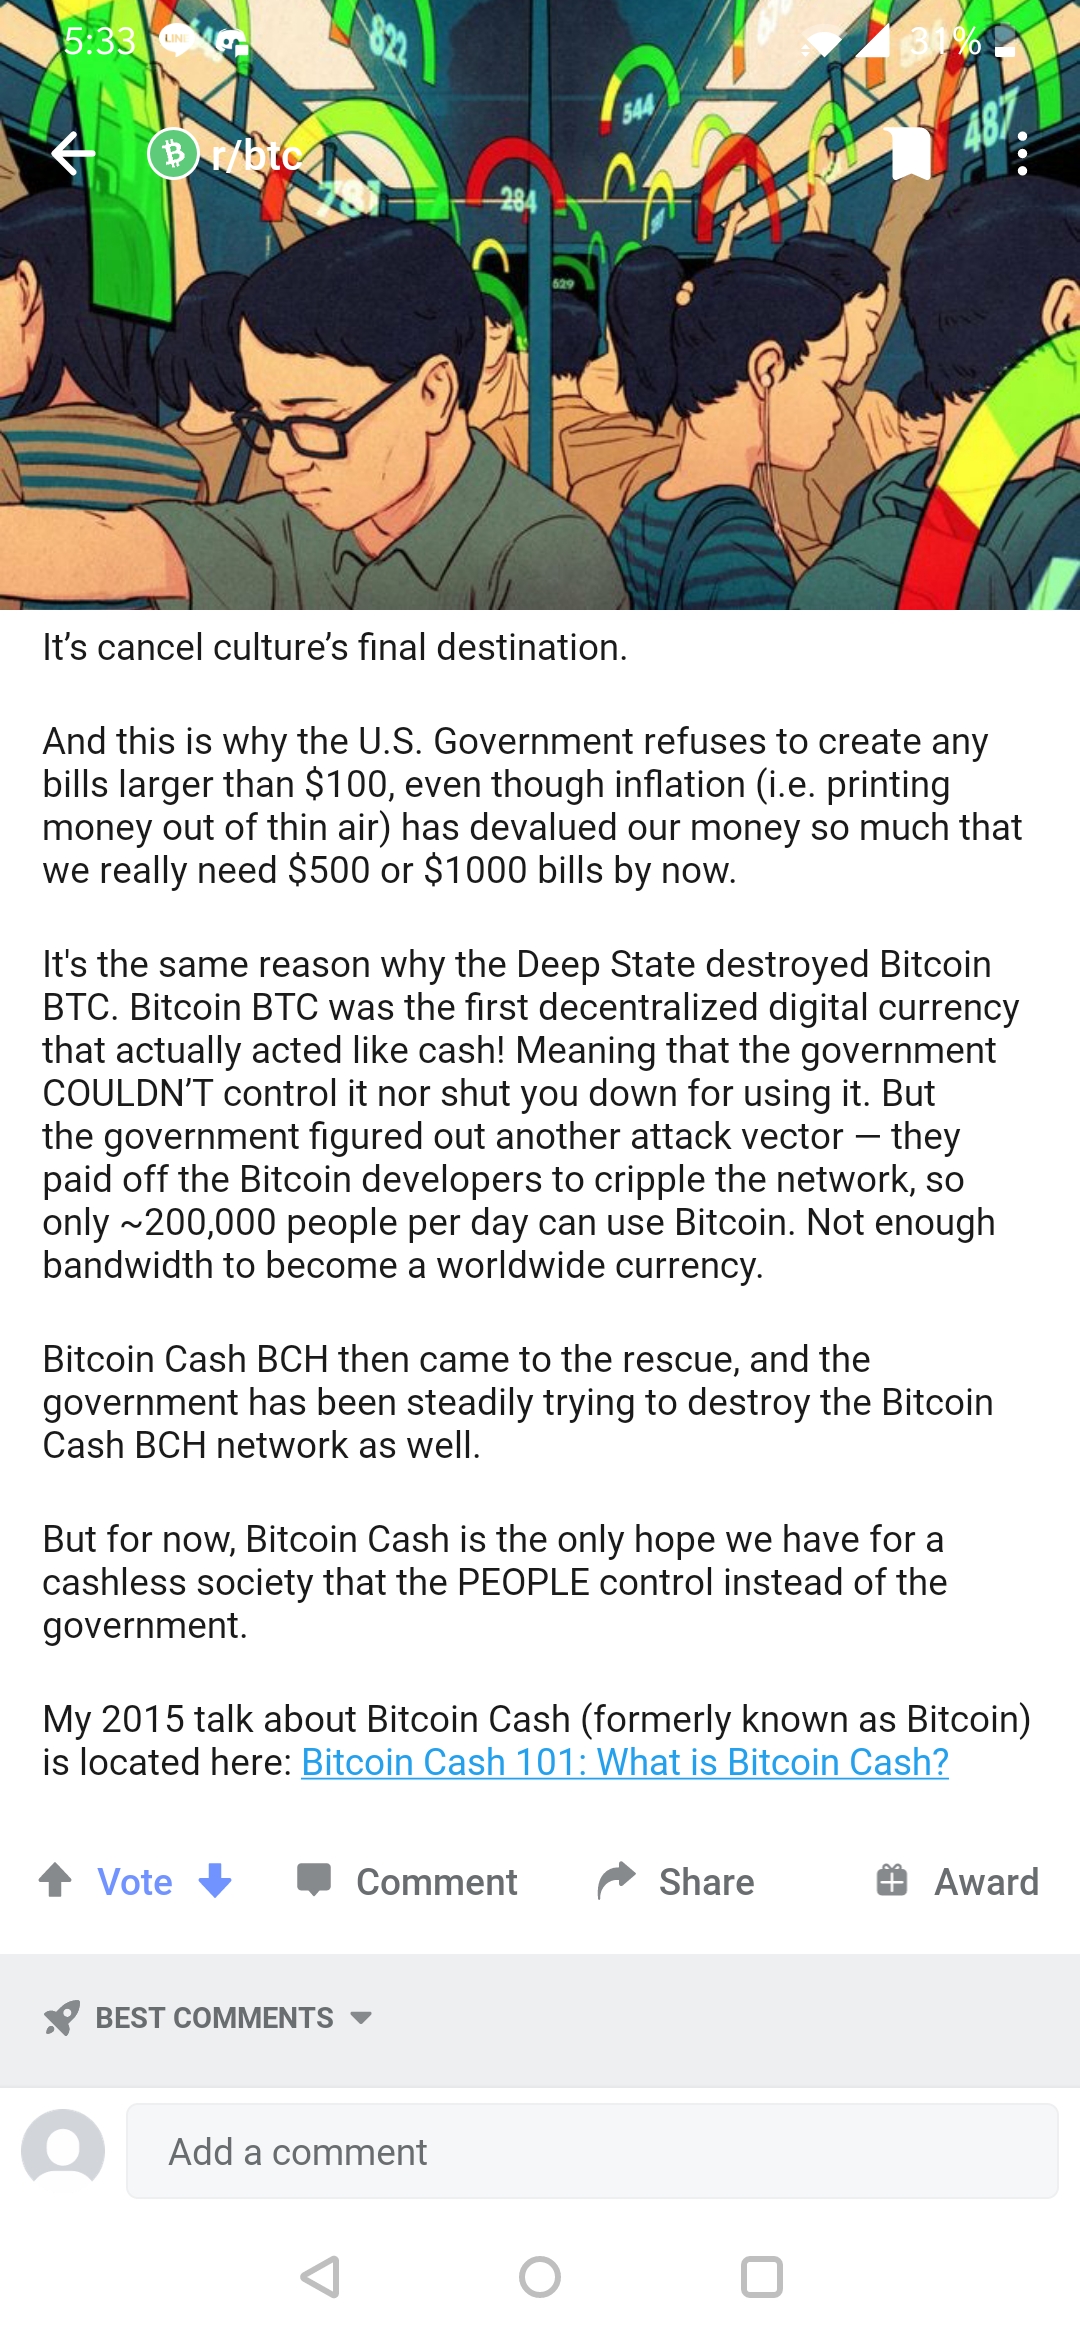 5:33
LINE
31%
822
544
487
r/btc
781
284
629
It’s cancel culture’s final destination.
And this is why the U.S. Government refuses to create any
bills larger than $100, even though inflation (i.e. printing
money out of thin air) has devalued our money so much that
we really need $500 or $1000 bills by now.
It's the same reason why the Deep State destroyed Bitcoin
BTC. Bitcoin BTC was the first decentralized digital currency
that actually acted like cash! Meaning that the government
COULDN’T control it nor shut you down for using it. But
the government figured out another attack vector — they
paid off the Bitcoin developers to cripple the network, so
only ~200,000 people per day can use Bitcoin. Not enough
bandwidth to become a worldwide currency.
Bitcoin Cash BCH then came to the rescue, and the
government has been steadily trying to destroy the Bitcoin
Cash BCH network as well.
But for now, Bitcoin Cash is the only hope we have for a
cashless society that the PEOPLE control instead of the
government.
My 2015 talk about Bitcoin Cash (formerly known as Bitcoin)
is located here: Bitcoin Cash 101: What is Bitcoin Cash?
Vote Comment Share Award
BEST COMMENTS
Add a comment